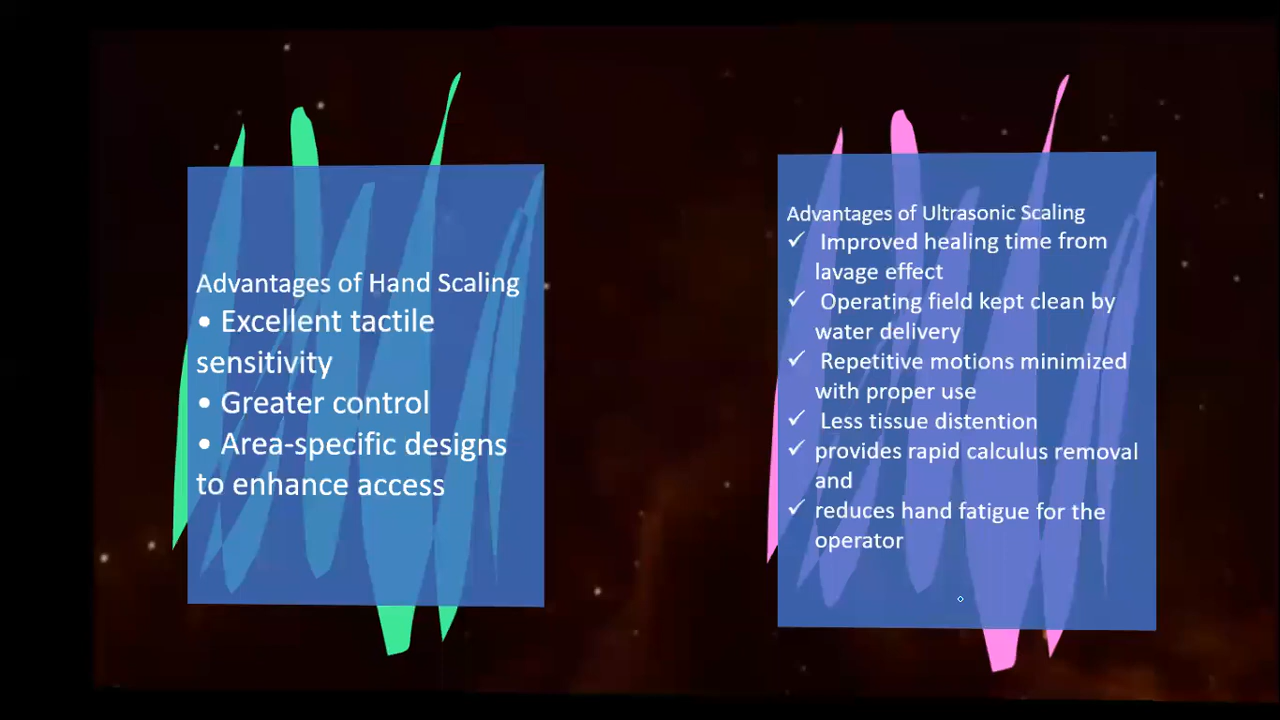 Advantages of Hand Scaling
• Excellent tactile
sensitivity
• Greater control
• Area-specific designs
to enhance access
Advantages of Ultrasonic Scaling
✓ Improved healing time from
lavage effect
✓ Operating field kept clean by
water delivery
✓ Repetitive motions minimized
with proper use
✓ Less tissue distention
✓ provides rapid calculus removal
and
✓ reduces hand fatigue for the
operator